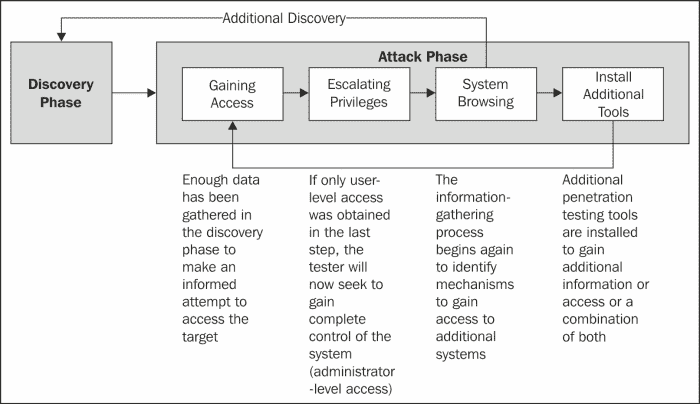 Additional Discovery
Discovery
Phase
Attack Phase
Gaining
Access
Escalating
Privileges
System
Browsing
Install
Additional
Tools
Enough data
has been
gathered in
the discovery
phase to
make an
informed
attempt to
access the
target
If only user-
level access
was obtained
in the last
step, the
tester will
now seek to
gain
complete
control of the
system
(administrator
-level access)
The
information-
gathering
process
begins again
to identify
mechanisms
to gain
access to
additional
systems
Additional
penetration
testing tools
are installed
to gain
additional
information or
access or a
combination
of both